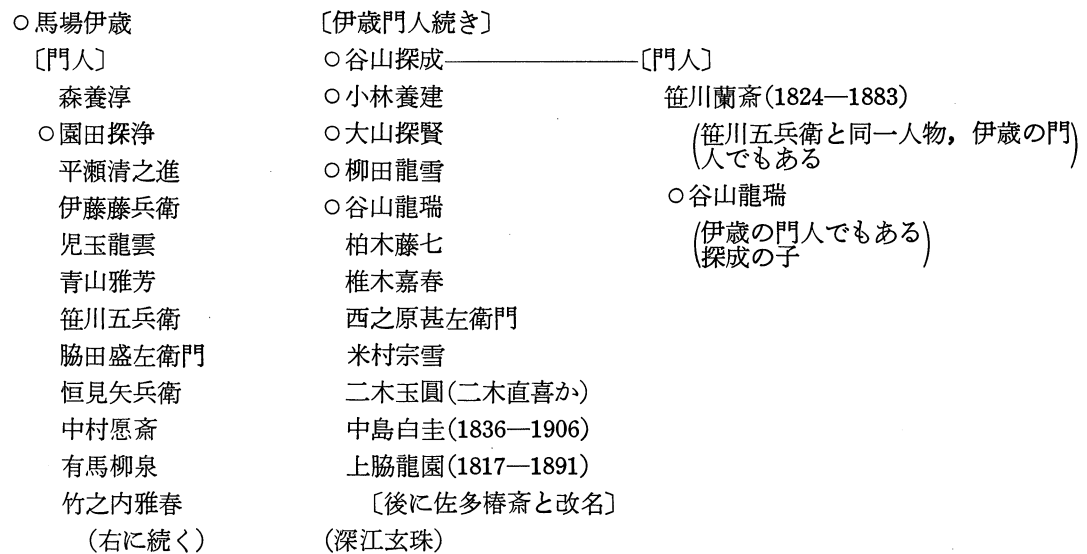 ○馬場伊歳
〔門人〕
森養淳
○園田探浄
平瀬清之進
伊藤藤兵衛
児玉龍雲
青山雅芳
笹川五兵衛
脇田盛左衛門
恒見矢兵衛
中村愿斎
有馬柳泉
竹之内雅春
(右に続く)
〔伊歳門人続き〕
○谷山探成――〔門人〕
○小林養建
○大山探賢
○柳田龍雪
○谷山龍瑞
柏木藤七
椎木嘉春
西之原甚左衛門
米村宗雪
二木玉圓(二木直喜か)
中島白圭(1836―1906)
上脇龍園(1817―1891)
〔後に佐多椿斎と改名〕
(深江玄珠)
笹川蘭斎(1824―1883)
(笹川五兵衛と同一人物，伊歳の門
人でもある)
○谷山龍瑞
(伊歳の門人でもある
探成の子)